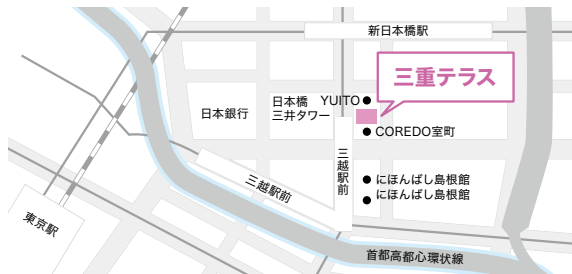 新日本橋駅
三重テラス
日本橋
三井タワー
YUITO
日本銀行
COREDO室町
三越駅前
三越駅前
にほんばし島根館
にほんばし島根館
東京駅
首都高都心環状線